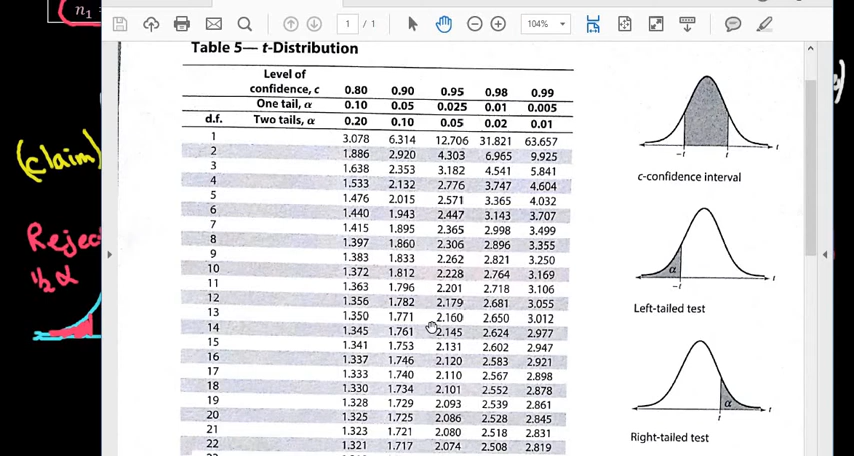 n₁ =
1 / 1
104%
Table 5— t-Distribution
Level of
confidence, c 0.80 0.90 0.95 0.98 0.99
One tail, α 0.10 0.05 0.025 0.01 0.005
d.f. Two tails, α 0.20 0.10 0.05 0.02 0.01
1 3.078 6.314 12.706 31.821 63.657
2 1.886 2.920 4.303 6.965 9.925
3 1.638 2.353 3.182 4.541 5.841
4 1.533 2.132 2.776 3.747 4.604
5 1.476 2.015 2.571 3.365 4.032
6 1.440 1.943 2.447 3.143 3.707
7 1.415 1.895 2.365 2.998 3.499
8 1.397 1.860 2.306 2.896 3.355
9 1.383 1.833 2.262 2.821 3.250
10 1.372 1.812 2.228 2.764 3.169
11 1.363 1.796 2.201 2.718 3.106
12 1.356 1.782 2.179 2.681 3.055
13 1.350 1.771 2.160 2.650 3.012
14 1.345 1.761 2.145 2.624 2.977
15 1.341 1.753 2.131 2.602 2.947
16 1.337 1.746 2.120 2.583 2.921
17 1.333 1.740 2.110 2.567 2.898
18 1.330 1.734 2.101 2.552 2.878
19 1.328 1.729 2.093 2.539 2.861
20 1.325 1.725 2.086 2.528 2.845
21 1.323 1.721 2.080 2.518 2.831
22 1.321 1.717 2.074 2.508 2.819
(claim)
Rejec
½ α
−t t t
c-confidence interval
α
−t t
Left-tailed test
α
t t
Right-tailed test